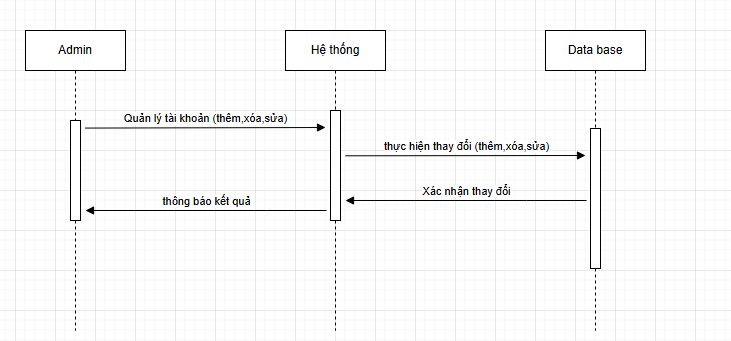 Admin
Hệ thống
Data base
Quản lý tài khoản (thêm,xóa,sửa)
thực hiện thay đổi (thêm,xóa,sửa)
Xác nhận thay đổi
thông báo kết quả